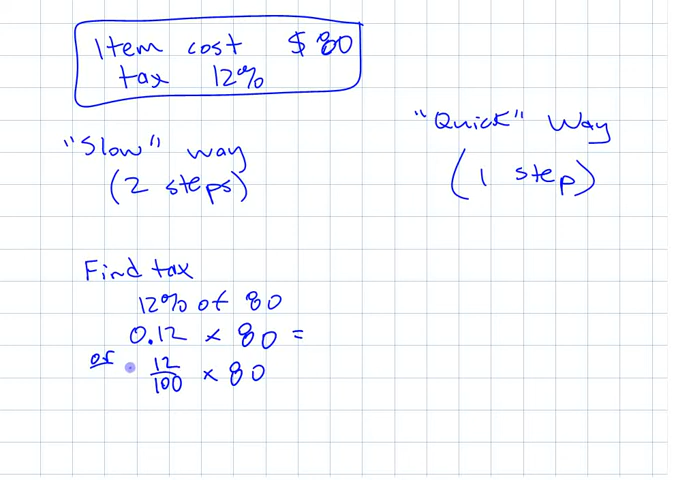 Item cost $80
tax 12%
"Slow" way
(2 steps)
"Quick" Way
(1 step)
Find tax
12% of 80
0.12 × 80 =
or
12/100 × 80